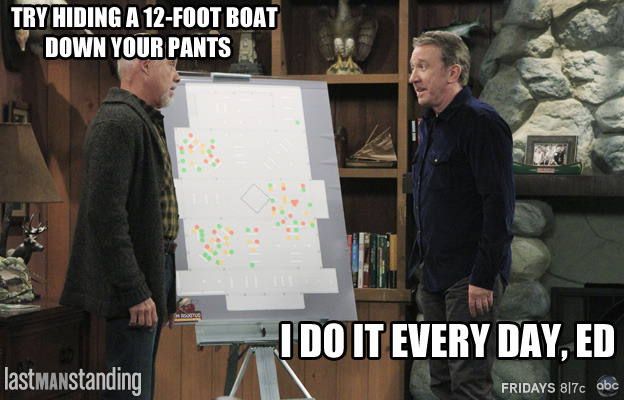 TRY HIDING A 12-FOOT BOAT
DOWN YOUR PANTS
I DO IT EVERY DAY, ED
lastMANstanding
FRIDAYS 8|7c abc